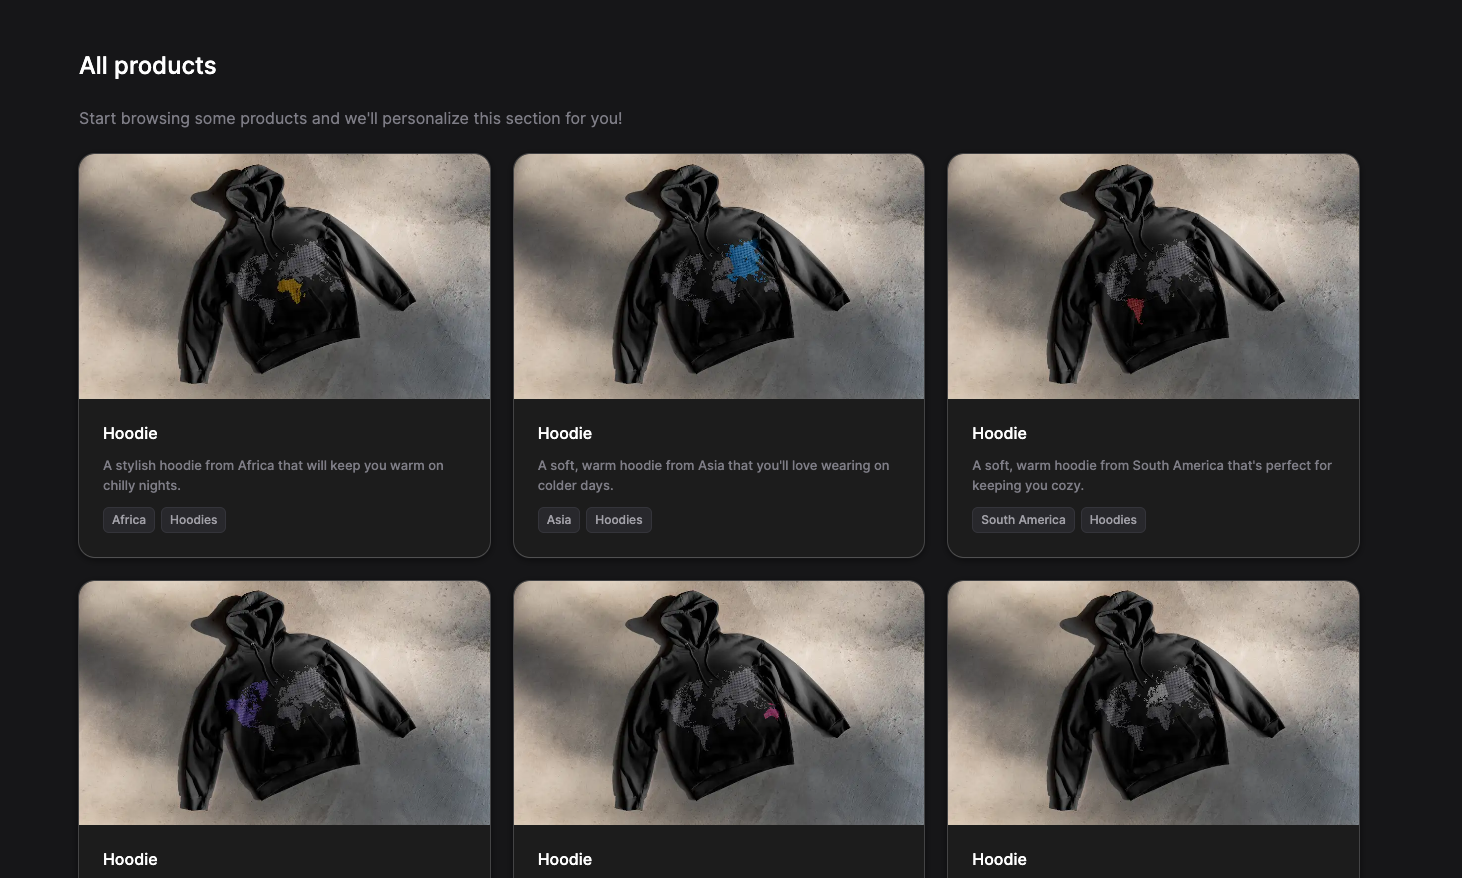 All products
Start browsing some products and we'll personalize this section for you!
Hoodie
A stylish hoodie from Africa that will keep you warm on
chilly nights.
Africa
Hoodies
Hoodie
A soft, warm hoodie from Asia that you'll love wearing on
colder days.
Asia
Hoodies
Hoodie
A soft, warm hoodie from South America that's perfect for
keeping you cozy.
South America
Hoodies
Hoodie
Hoodie
Hoodie